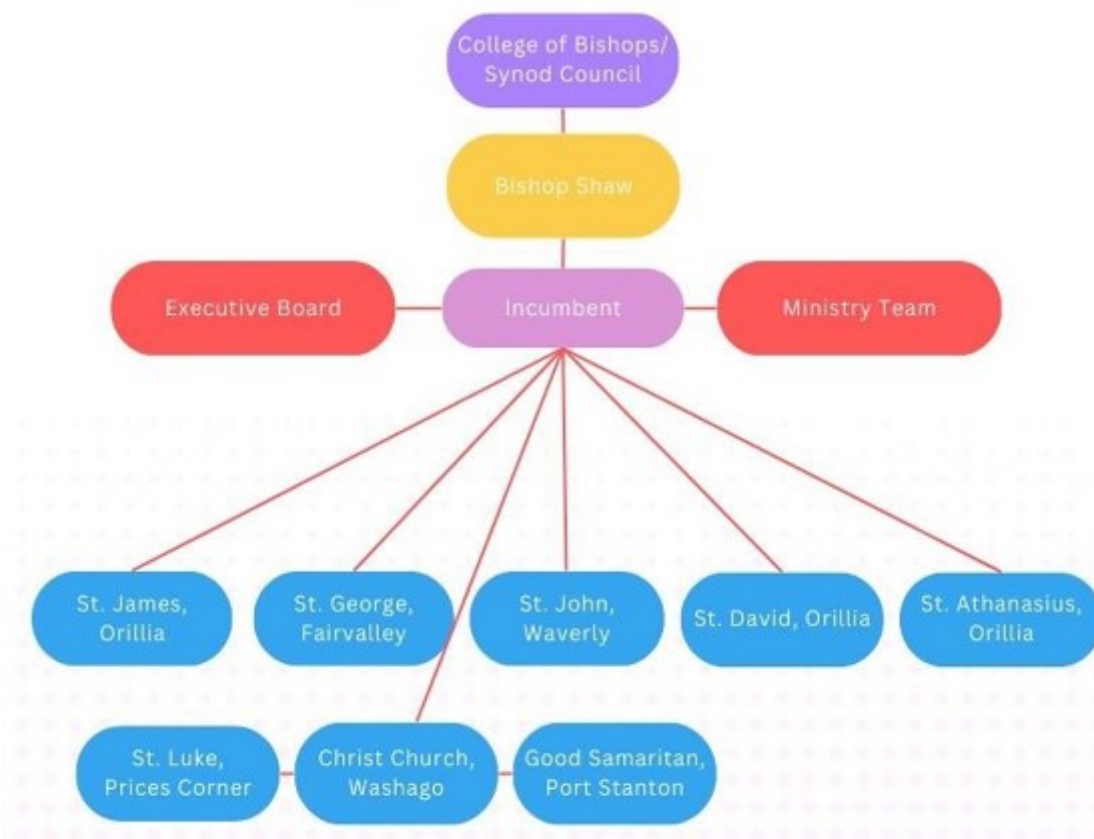 College of Bishops/
Synod Council
Bishop Shaw
Executive Board
Incumbent
Ministry Team
St. James,
Orillia
St. George,
Fairvalley
St. John,
Waverly
St. David, Orillia
St. Athanasius,
Orillia
St. Luke,
Prices Corner
Christ Church,
Washago
Good Samaritan,
Port Stanton